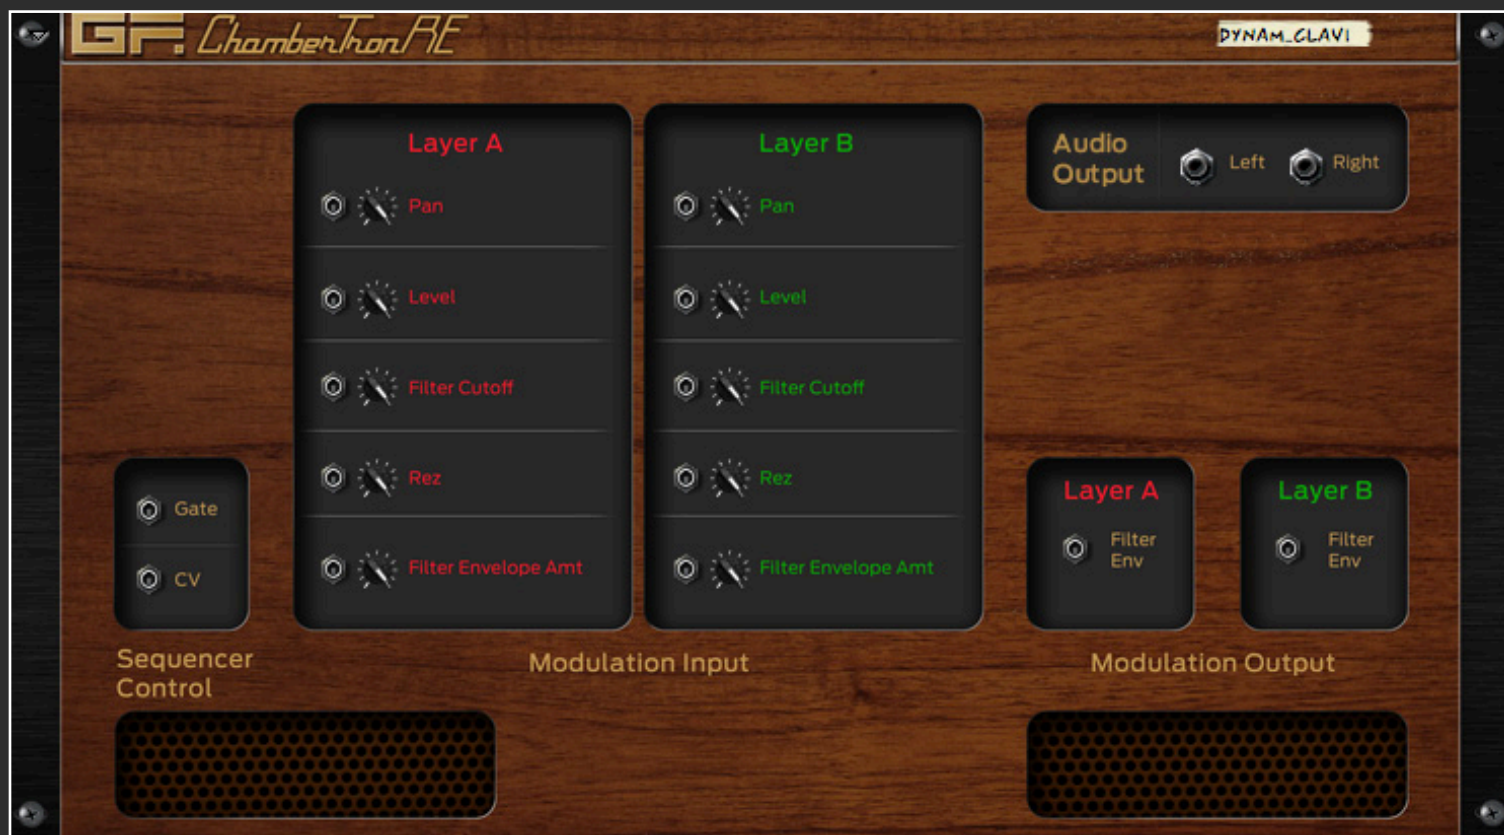 GF. ChamberTron RE
DYNAM_CLAVI
Layer A
Pan
Level
Filter Cutoff
Rez
Filter Envelope Amt
Layer B
Pan
Level
Filter Cutoff
Rez
Filter Envelope Amt
Audio
Output
Left
Right
Gate
CV
Sequencer
Control
Modulation Input
Layer A
Filter
Env
Layer B
Filter
Env
Modulation Output